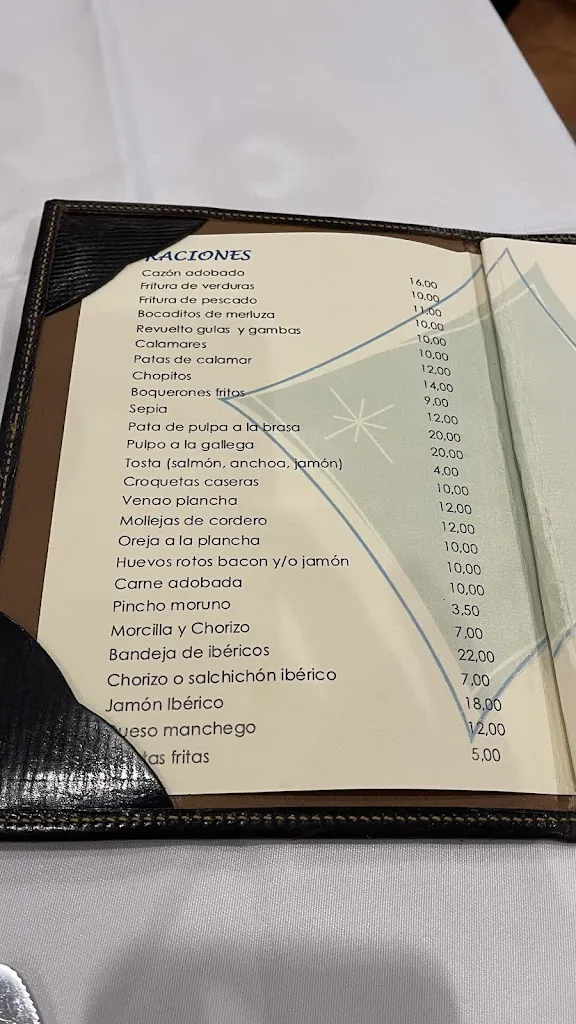 RACIONES
Cazón adobado 16,00
Fritura de verduras 10,00
Fritura de pescado 11,00
Bocaditos de merluza 10,00
Revuelto gulas y gambas 10,00
Calamares 10,00
Patas de calamar 12,00
Chopitos 14,00
Boquerones fritos 9,00
Sepia 12,00
Pata de pulpa a la brasa 20,00
Pulpo a la gallega 20,00
Tosta (salmón, anchoa, jamón) 4,00
Croquetas caseras 10,00
Venao plancha 12,00
Mollejas de cordero 12,00
Oreja a la plancha 10,00
Huevos rotos bacon y/o jamón 10,00
Carne adobada 10,00
Pincho moruno 3,50
Morcilla y Chorizo 7,00
Bandeja de ibéricos 22,00
Chorizo o salchichón ibérico 7,00
Jamón Ibérico 18,00
ueso manchego 12,00
tas fritas 5,00